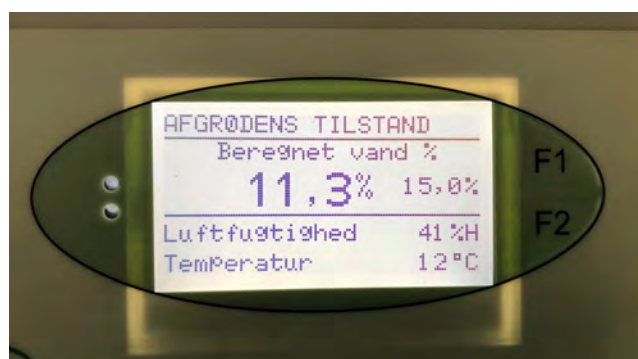 AFGRØDENS TILSTAND
Beregnet vand %
11,3% 15,0%
Luftfugtighed 41 %H
Temperatur 12°C
F1
F2